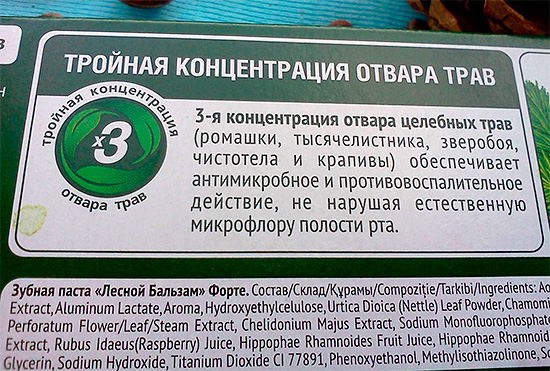 ТРОЙНАЯ КОНЦЕНТРАЦИЯ ОТВАРА ТРАВ
тройная концентрация
x3
отвара трав
3-я концентрация отвара целебных трав
(ромашки, тысячелистника, зверобоя,
чистотела и крапивы) обеспечивает
антимикробное и противовоспалительное
действие, не нарушая естественную
микрофлору полости рта.
Зубная паста «Лесной Бальзам» Форте. Состав/Склад/Құрамы/Compoziţie/Tarkibi/Ingredients:
Extract, Aluminum Lactate, Aroma, Hydroxyethylcelulose, Urtica Dioica (Nettle) Leaf Powder,
Perforatum Flower/Leaf/Steam Extract, Chelidonium Majus Extract, Sodium
Extract, Rubus Idaeus(Raspberry) Juice, Hippophae Rhamnoides Fruit Juice, Hippophae
Glycerin, Sodium Hydroxide, Titanium Dioxide CI 77891, Phenoxyethanol, Methylisothiazolinone,